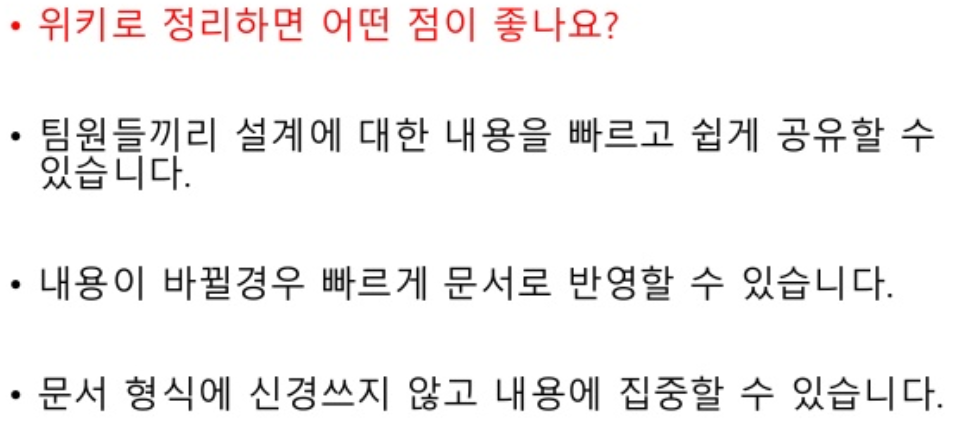 • 위키로 정리하면 어떤 점이 좋나요?
• 팀원들끼리 설계에 대한 내용을 빠르고 쉽게 공유할 수
있습니다.
• 내용이 바뀔경우 빠르게 문서로 반영할 수 있습니다.
• 문서 형식에 신경쓰지 않고 내용에 집중할 수 있습니다.